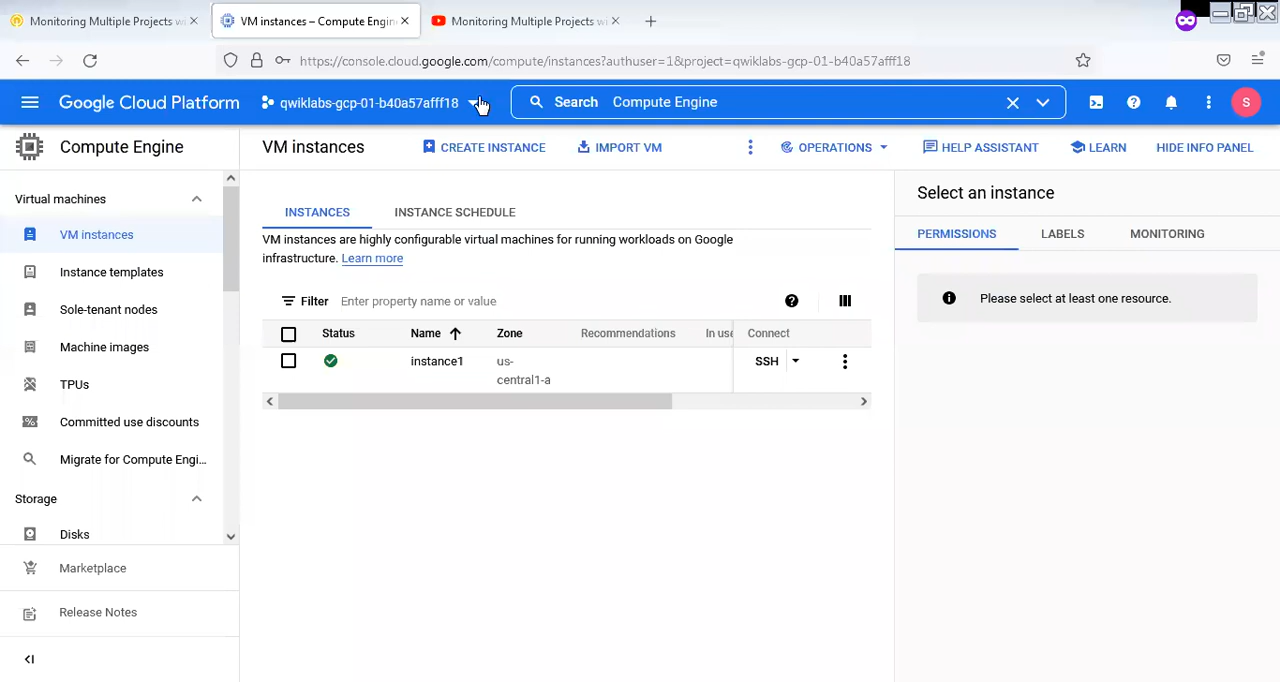 Monitoring Multiple Projects w
VM instances – Compute Engin
Monitoring Multiple Projects w
https://console.cloud.google.com/compute/instances?authuser=1&project=qwiklabs-gcp-01-b40a57afff18
Google Cloud Platform
qwiklabs-gcp-01-b40a57afff18
Search Compute Engine
S
Compute Engine
VM instances
CREATE INSTANCE
IMPORT VM
OPERATIONS
HELP ASSISTANT
LEARN
HIDE INFO PANEL
Virtual machines
VM instances
Instance templates
Sole-tenant nodes
Machine images
TPUs
Committed use discounts
Migrate for Compute Engi...
Storage
Disks
Marketplace
Release Notes
INSTANCES
INSTANCE SCHEDULE
VM instances are highly configurable virtual machines for running workloads on Google
infrastructure. Learn more
Filter Enter property name or value
Status Name Zone Recommendations In use Connect
instance1 us- SSH
central1-a
Select an instance
PERMISSIONS LABELS MONITORING
Please select at least one resource.